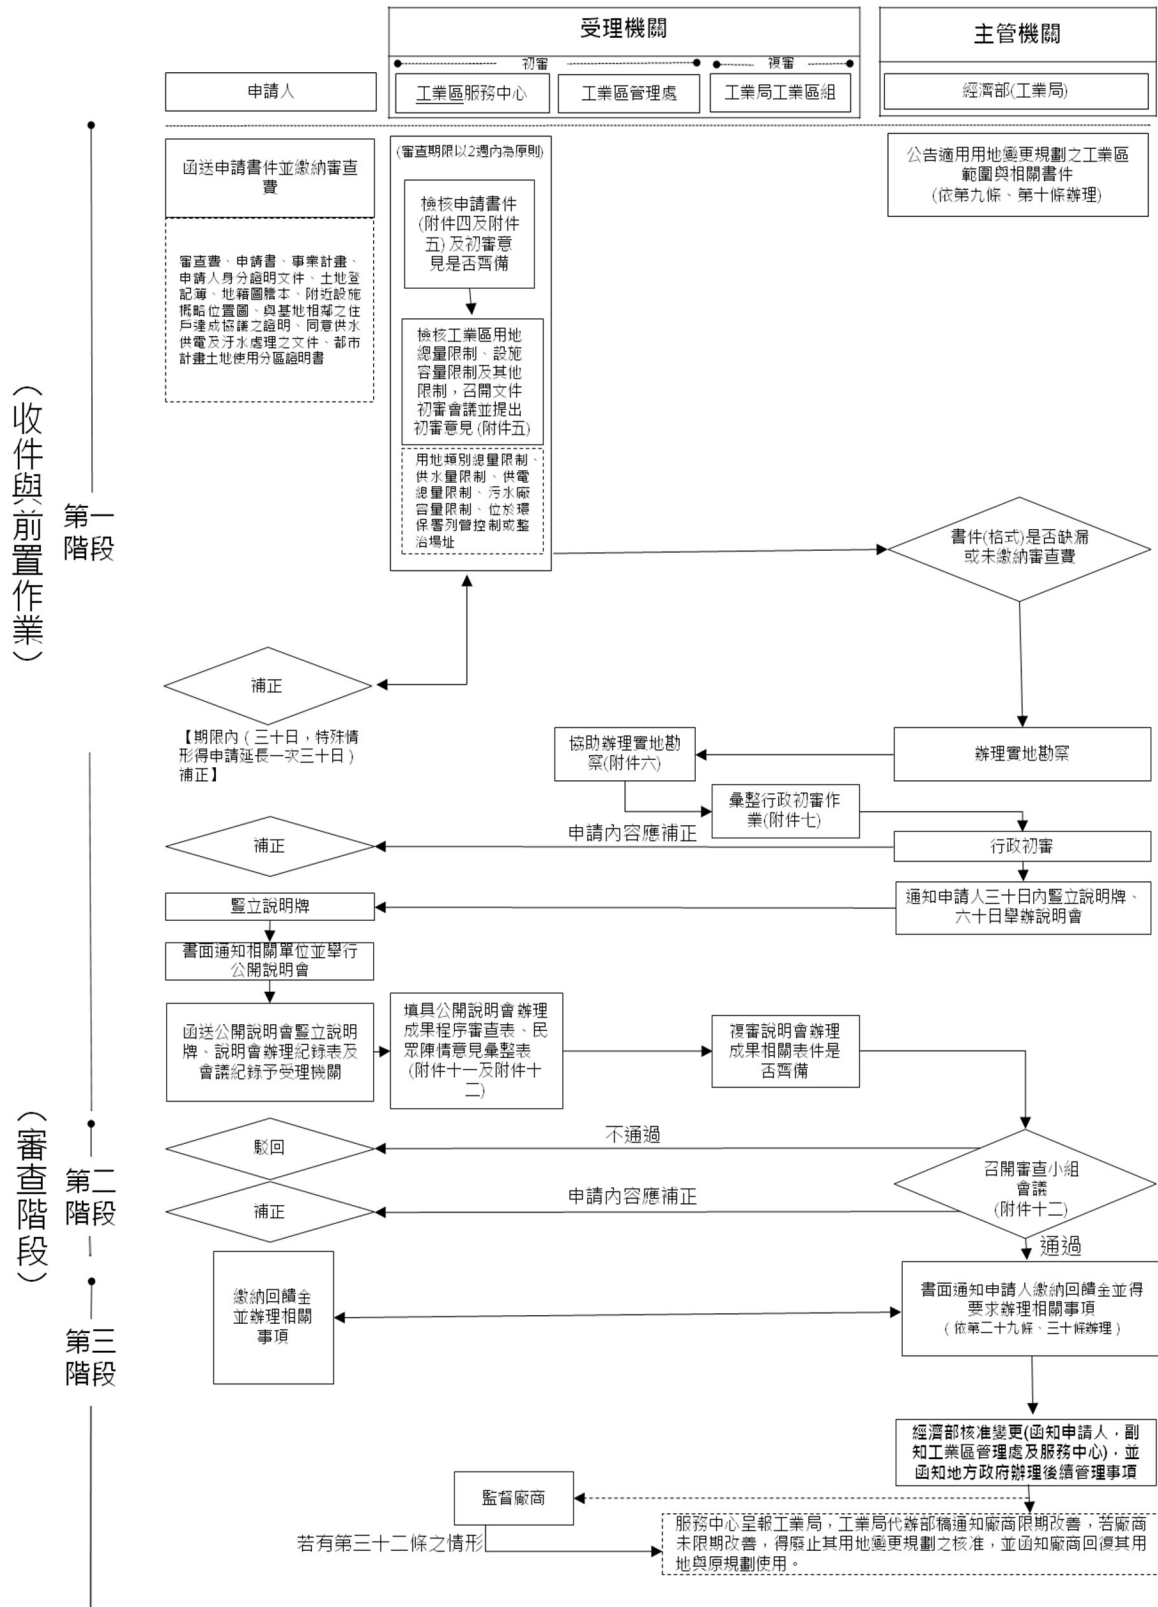 受理機關
主管機關
初審
複審
申請人
工業區服務中心
工業區管理處
工業局工業區組
經濟部(工業局)
(收件與前置作業)
第一
階段
函送申請書件並繳納審查
費
審查費、申請書、事業計畫、
申請人身分證明文件、土地登
記簿、地籍圖謄本、附近設施
概略位置圖、與基地相鄰之住
戶達成協議之證明、同意供水
供電及汙水處理之文件、都市
計畫土地使用分區證明書
(審查期限以2週內為原則)
檢核申請書件
(附件四及附件
五)及初審意
見是否齊備
檢核工業區用地
總量限制、設施
容量限制及其他
限制,召開文件
初審會議並提出
初審意見(附件五)
用地類別總量限制、
供水量限制、供電
總量限制、污水廠
容量限制、位於環
保署列管控制或整
治場址
公告適用用地變更規劃之工業區
範圍與相關書件
(依第九條、第十條辦理)
書件(格式)是否缺漏
或未繳納審查費
補正
【期限內(三十日,特殊情
形得申請延長一次三十日)
補正】
協助辦理實地勘
察(附件六)
辦理實地勘察
彙整行政初審作
業(附件七)
申請內容應補正
補正
行政初審
豎立說明牌
通知申請人三十日內豎立說明牌、
六十日舉辦說明會
書面通知相關單位並舉行
公開說明會
函送公開說明會豎立說明
牌、說明會辦理紀錄表及
會議紀錄予受理機關
填具公開說明會辦理
成果程序審查表、民
眾陳情意見彙整表
(附件十一及附件十
二)
複審說明會辦理
成果相關表件是
否齊備
(審查階段)
第二
階段
駁回
不通過
召開審查小組
會議
(附件十二)
補正
申請內容應補正
通過
第三
階段
繳納回饋金
並辦理相關
事項
書面通知申請人繳納回饋金並得
要求辦理相關事項
(依第二十九條、三十條辦理)
經濟部核准變更(函知申請人,副
知工業區管理處及服務中心),並
函知地方政府辦理後續管理事項
監督廠商
若有第三十二條之情形
服務中心呈報工業局,工業局代辦部稿通知廠商限期改善,若廠商
未限期改善,得廢止其用地變更規劃之核准,並函知廠商回復其用
地與原規劃使用。